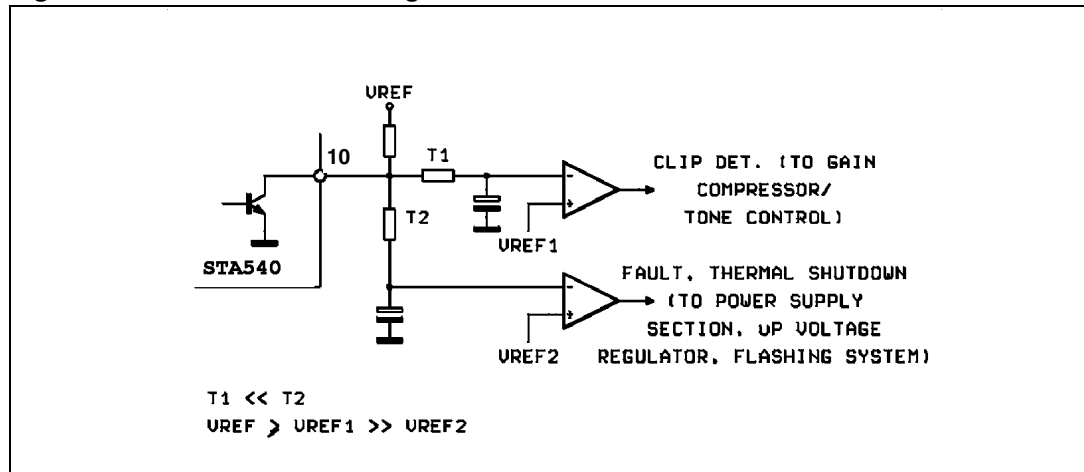 VREF
10
T1
CLIP DET. (TO GAIN
COMPRESSOR/
TONE CONTROL)
-
+
T2
VREF1
STA540
FAULT, THERMAL SHUTDOWN
(TO POWER SUPPLY
SECTION, uP VOLTAGE
REGULATOR, FLASHING SYSTEM)
-
+
VREF2
T1 << T2
VREF > VREF1 >> VREF2